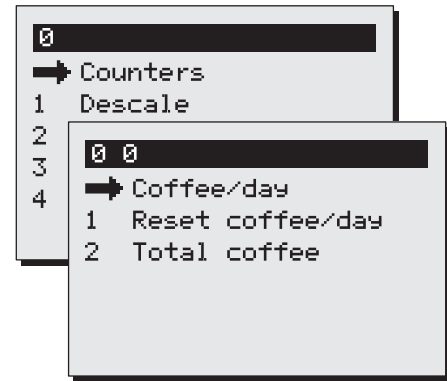 0
Counters
1 Descale
2
3
4
0 0
Coffee/day
1 Reset coffee/day
2 Total coffee